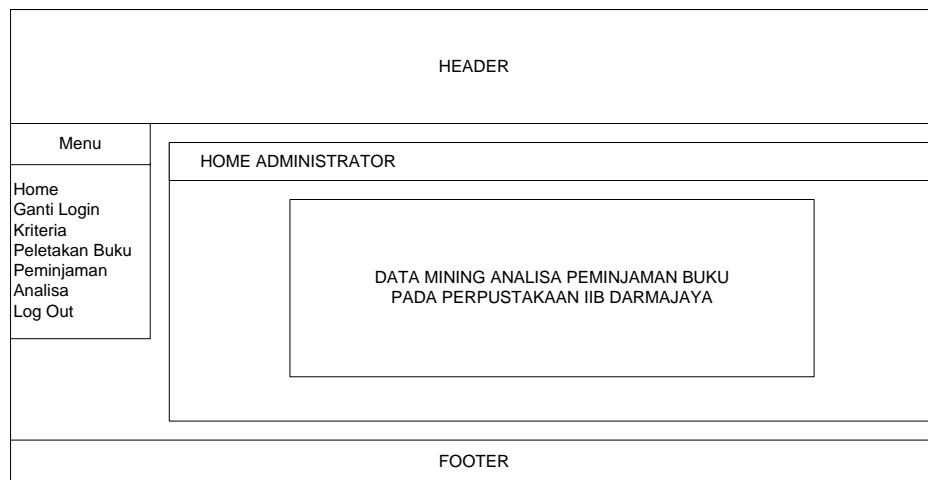 HEADER
Menu
HOME ADMINISTRATOR
Home
Ganti Login
Kriteria
Peletakan Buku
Peminjaman
Analisa
Log Out
DATA MINING ANALISA PEMINJAMAN BUKU
PADA PERPUSTAKAAN IIB DARMAJAYA
FOOTER